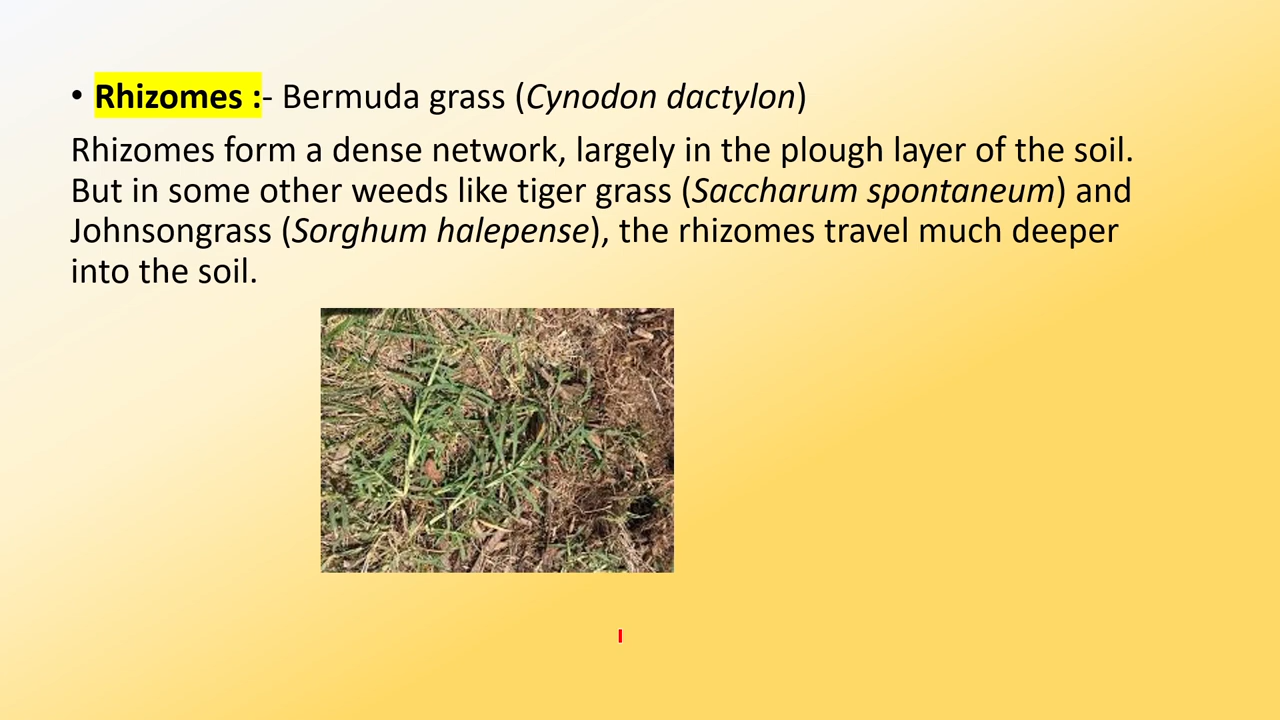 • Rhizomes :- Bermuda grass (Cynodon dactylon)
Rhizomes form a dense network, largely in the plough layer of the soil.
But in some other weeds like tiger grass (Saccharum spontaneum) and
Johnsongrass (Sorghum halepense), the rhizomes travel much deeper
into the soil.